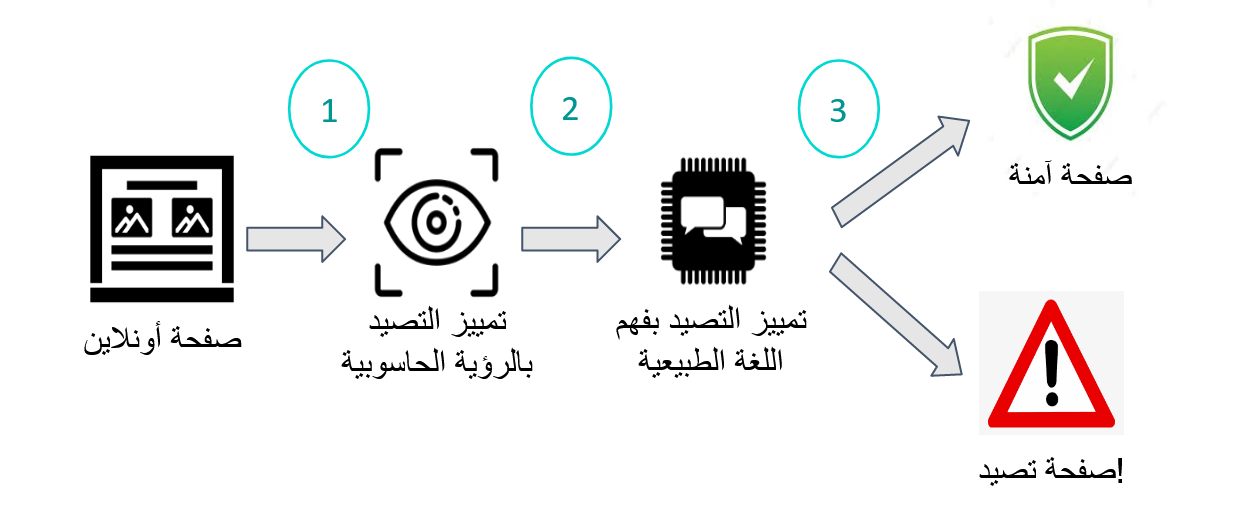 1
2
3
صفحة أونلاين
تمييز التصيد
بالرؤية الحاسوبية
تمييز التصيد بفهم
اللغة الطبيعية
صفحة آمنة
صفحة تصيد!